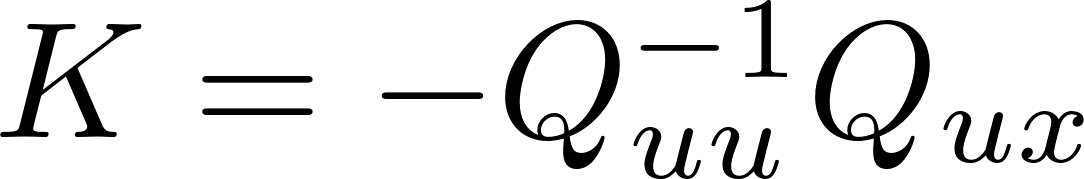 K = −Q_{uu}^{−1} Q_{ux}